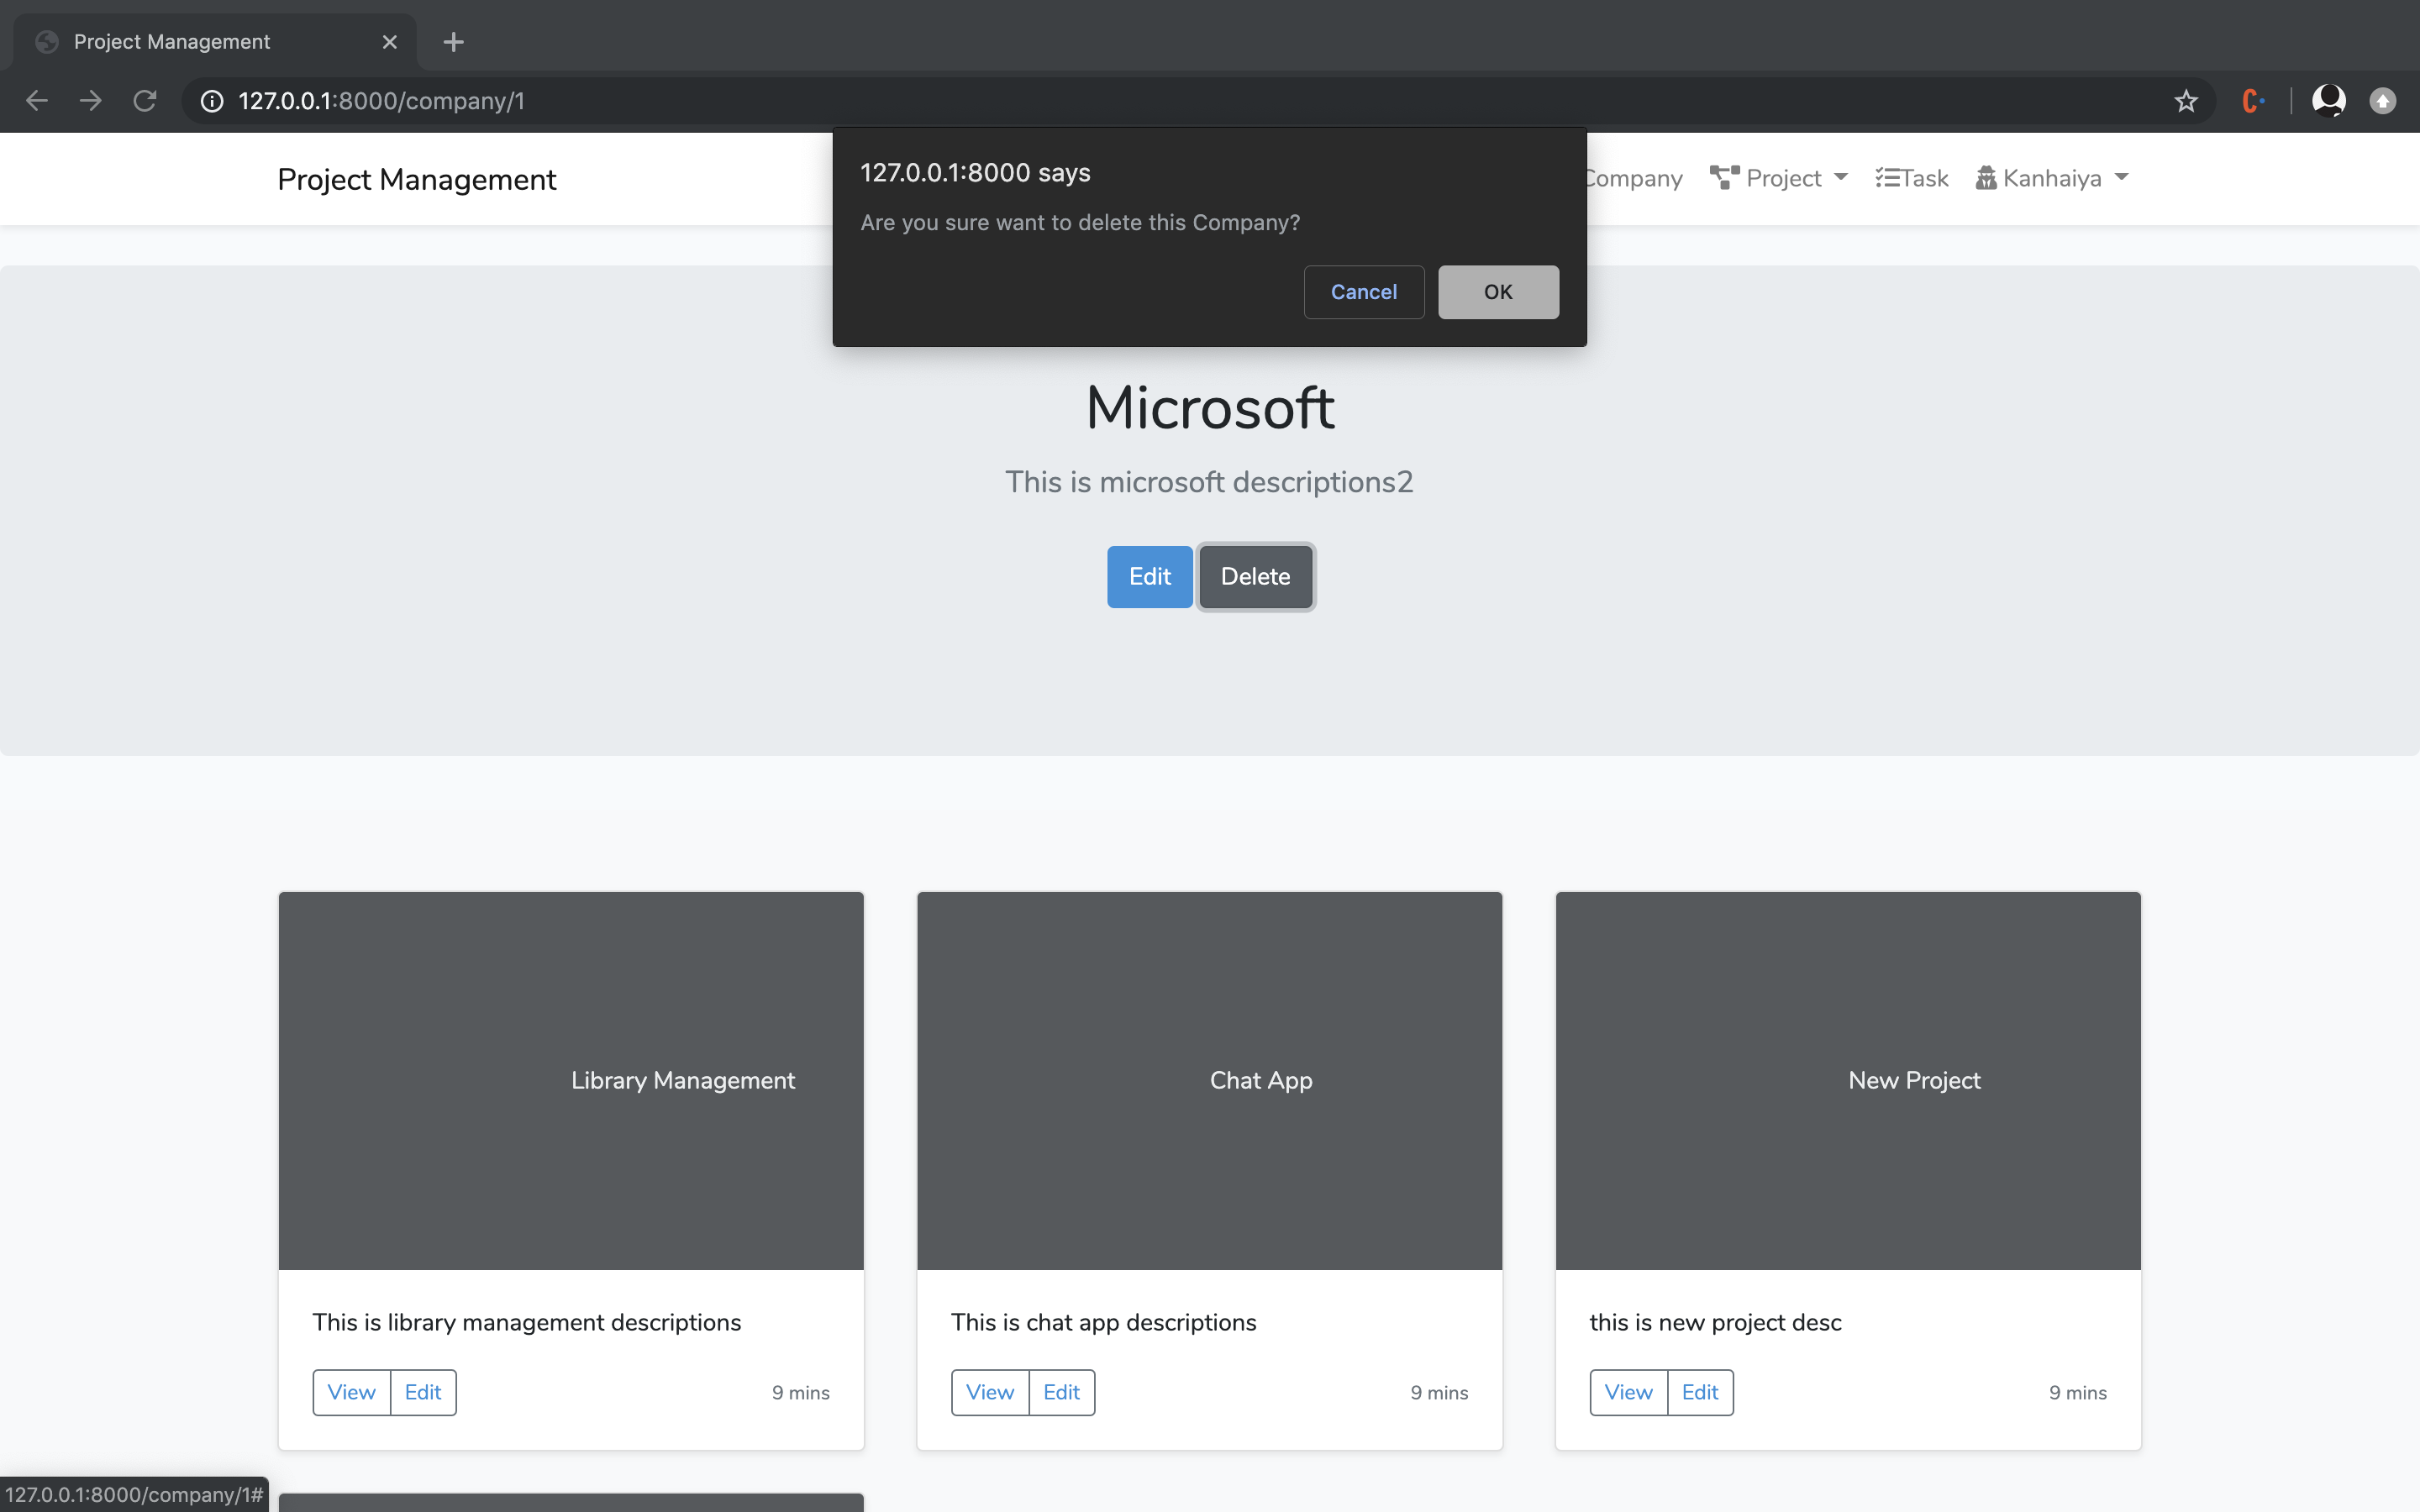 Project Management
127.0.0.1:8000/company/1
127.0.0.1:8000 says
Are you sure want to delete this Company?
Cancel OK
Project Management Company Project Task Kanhaiya
Microsoft
This is microsoft descriptions2
Edit Delete
Library Management
Chat App
New Project
This is library management descriptions
This is chat app descriptions
this is new project desc
View Edit 9 mins
View Edit 9 mins
View Edit 9 mins
127.0.0.1:8000/company/1#